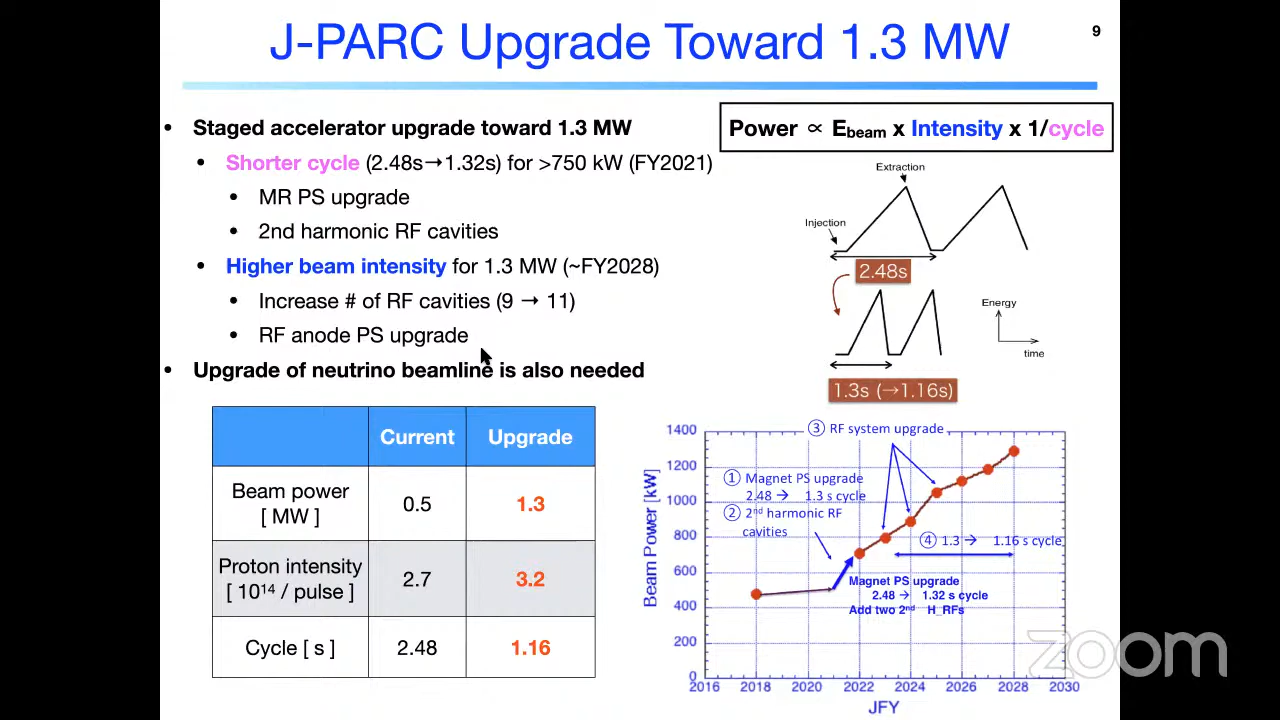 J-PARC Upgrade Toward 1.3 MW
9
• Staged accelerator upgrade toward 1.3 MW
• Shorter cycle (2.48s→1.32s) for >750 kW (FY2021)
• MR PS upgrade
• 2nd harmonic RF cavities
• Higher beam intensity for 1.3 MW (~FY2028)
• Increase # of RF cavities (9 → 11)
• RF anode PS upgrade
• Upgrade of neutrino beamline is also needed
Power ∝ Ebeam x Intensity x 1/cycle
Extraction
Injection
2.48s
Energy
time
1.3s (→1.16s)
Current Upgrade
Beam power
[ MW ] 0.5 1.3
Proton intensity
[ 10¹⁴ / pulse ] 2.7 3.2
Cycle [ s ] 2.48 1.16
③ RF system upgrade
① Magnet PS upgrade
2.48 → 1.3 s cycle
② 2nd harmonic RF
cavities
④ 1.3 → 1.16 s cycle
Magnet PS upgrade
2.48 → 1.32 s cycle
Add two 2nd H_RFs
Beam Power [kW]
1400
1200
1000
800
600
400
200
0
2016 2018 2020 2022 2024 2026 2028 2030
JFY
zoom